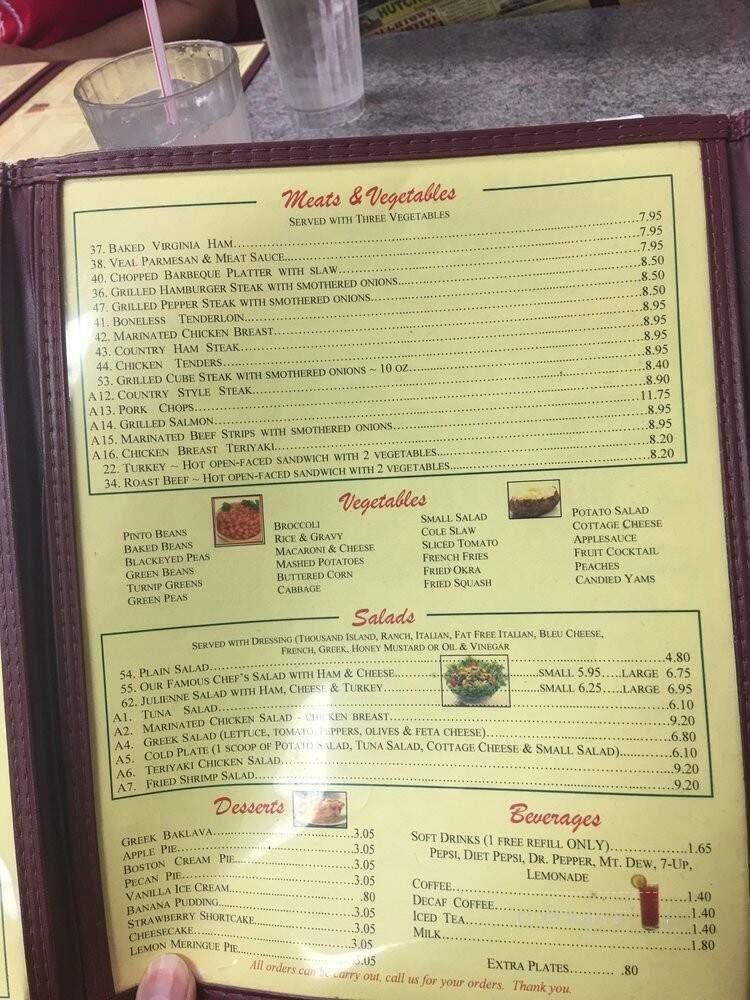 HUTCH
Meats & Vegetables
SERVED WITH THREE VEGETABLES
37. BAKED VIRGINIA HAM.....7.95
38. VEAL PARMESAN & MEAT SAUCE.....7.95
40. CHOPPED BARBEQUE PLATTER WITH SLAW.....7.95
36. GRILLED HAMBURGER STEAK WITH SMOTHERED ONIONS.....8.50
47. GRILLED PEPPER STEAK WITH SMOTHERED ONIONS.....8.50
41. BONELESS TENDERLOIN.....8.50
42. MARINATED CHICKEN BREAST.....8.95
43. COUNTRY HAM STEAK.....8.95
44. CHICKEN TENDERS.....8.95
53. GRILLED CUBE STEAK WITH SMOTHERED ONIONS ~ 10 OZ.....8.95
A12. COUNTRY STYLE STEAK.....8.40
A13. PORK CHOPS.....8.90
A14. GRILLED SALMON.....11.75
A15. MARINATED BEEF STRIPS WITH SMOTHERED ONIONS.....8.95
A16. CHICKEN BREAST TERIYAKI.....8.95
22. TURKEY ~ HOT OPEN-FACED SANDWICH WITH 2 VEGETABLES.....8.20
34. ROAST BEEF ~ HOT OPEN-FACED SANDWICH WITH 2 VEGETABLES.....8.20
Vegetables
PINTO BEANS
BAKED BEANS
BLACKEYED PEAS
GREEN BEANS
TURNIP GREENS
GREEN PEAS
BROCCOLI
RICE & GRAVY
MACARONI & CHEESE
MASHED POTATOES
BUTTERED CORN
CABBAGE
SMALL SALAD
COLE SLAW
SLICED TOMATO
FRENCH FRIES
FRIED OKRA
FRIED SQUASH
POTATO SALAD
COTTAGE CHEESE
APPLESAUCE
FRUIT COCKTAIL
PEACHES
CANDIED YAMS
Salads
SERVED WITH DRESSING (THOUSAND ISLAND, RANCH, ITALIAN, FAT FREE ITALIAN, BLEU CHEESE,
FRENCH, GREEK, HONEY MUSTARD OR OIL & VINEGAR
54. PLAIN SALAD.....4.80
55. OUR FAMOUS CHEF'S SALAD WITH HAM & CHEESE.....SMALL 5.95.....LARGE 6.75
62. JULIENNE SALAD WITH HAM, CHEESE & TURKEY.....SMALL 6.25.....LARGE 6.95
A1. TUNA SALAD.....6.10
A2. MARINATED CHICKEN SALAD - CHICKEN BREAST.....9.20
A4. GREEK SALAD (LETTUCE, TOMATO, PEPPERS, OLIVES & FETA CHEESE).....6.80
A5. COLD PLATE (1 SCOOP OF POTATO SALAD, TUNA SALAD, COTTAGE CHEESE & SMALL SALAD).....6.10
A6. TERIYAKI CHICKEN SALAD.....9.20
A7. FRIED SHRIMP SALAD.....9.20
Desserts
GREEK BAKLAVA.....3.05
APPLE PIE.....3.05
BOSTON CREAM PIE.....3.05
PECAN PIE.....3.05
VANILLA ICE CREAM.....80
BANANA PUDDING.....3.05
STRAWBERRY SHORTCAKE.....3.05
CHEESECAKE.....3.05
LEMON MERINGUE PIE.....3.05
Beverages
SOFT DRINKS (1 FREE REFILL ONLY).....1.65
PEPSI, DIET PEPSI, DR. PEPPER, MT. DEW, 7-UP,
LEMONADE
COFFEE.....1.40
DECAF COFFEE.....1.40
ICED TEA.....1.40
MILK.....1.80
EXTRA PLATES......... .80
All orders can be carry out, call us for your orders. Thank you.